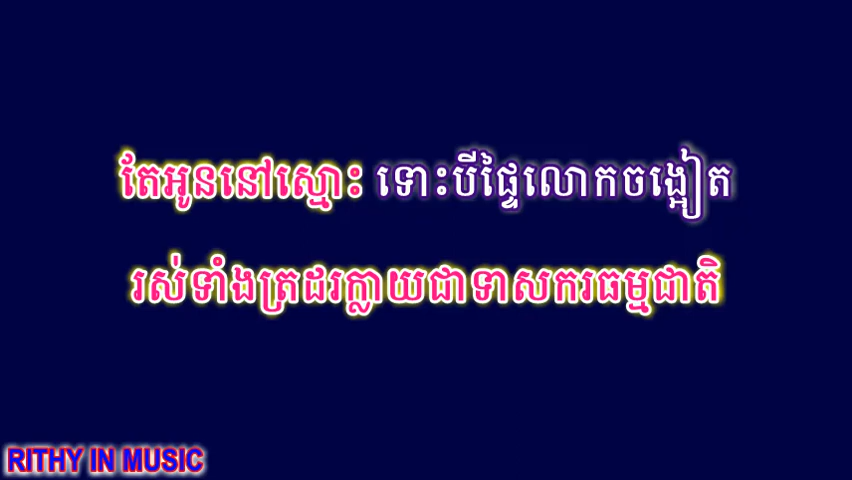 តែអូននៅស្មោះ ទោះបីផ្ទៃលោកចង្អៀត
រស់ទាំងត្រដរក្លាយជាទាសករធម្មជាតិ
RITHY IN MUSIC